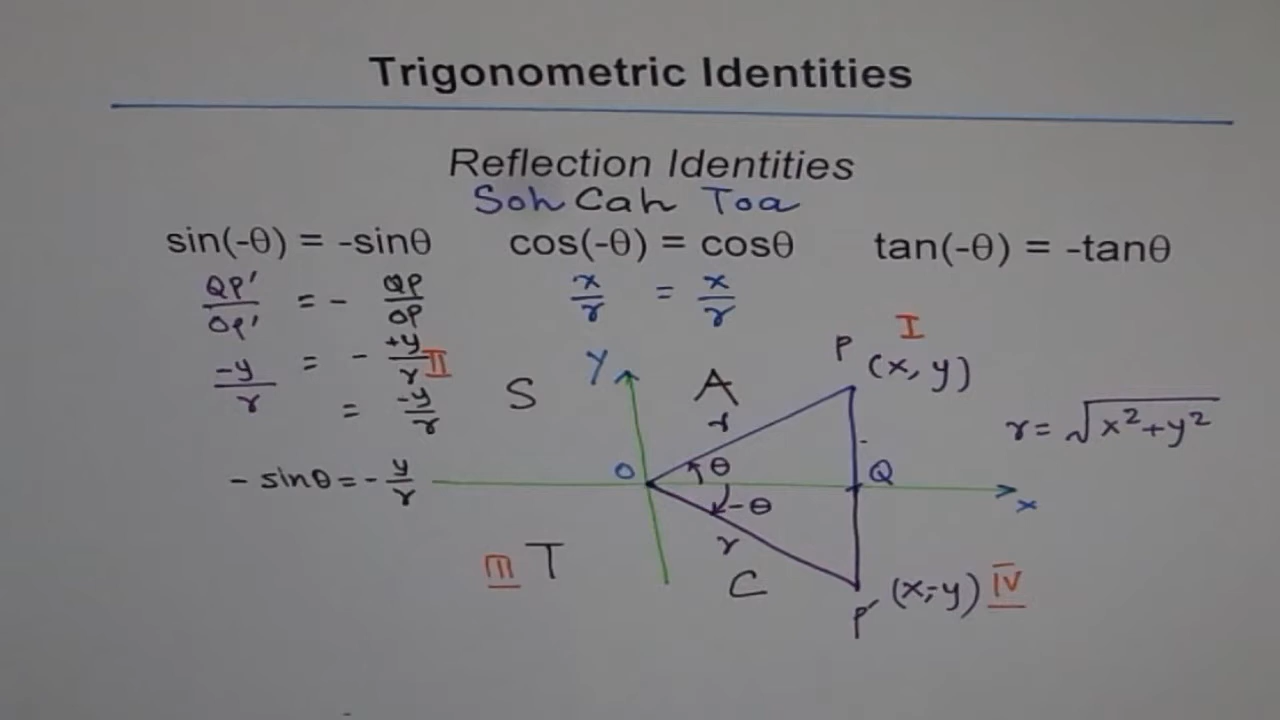 Trigonometric Identities
Reflection Identities
Soh Cah Toa
sin(-θ) = -sinθ cos(-θ) = cosθ tan(-θ) = -tanθ
QP'/OP' = - QP/OP x/r = x/r
-y/r = - +y/r
= -y/r
- sinθ = - y/r
II S Y A P I
(x, y)
r
r = √x²+y²
O θ Q
-θ x
III T r
C P' (x,-y) IV